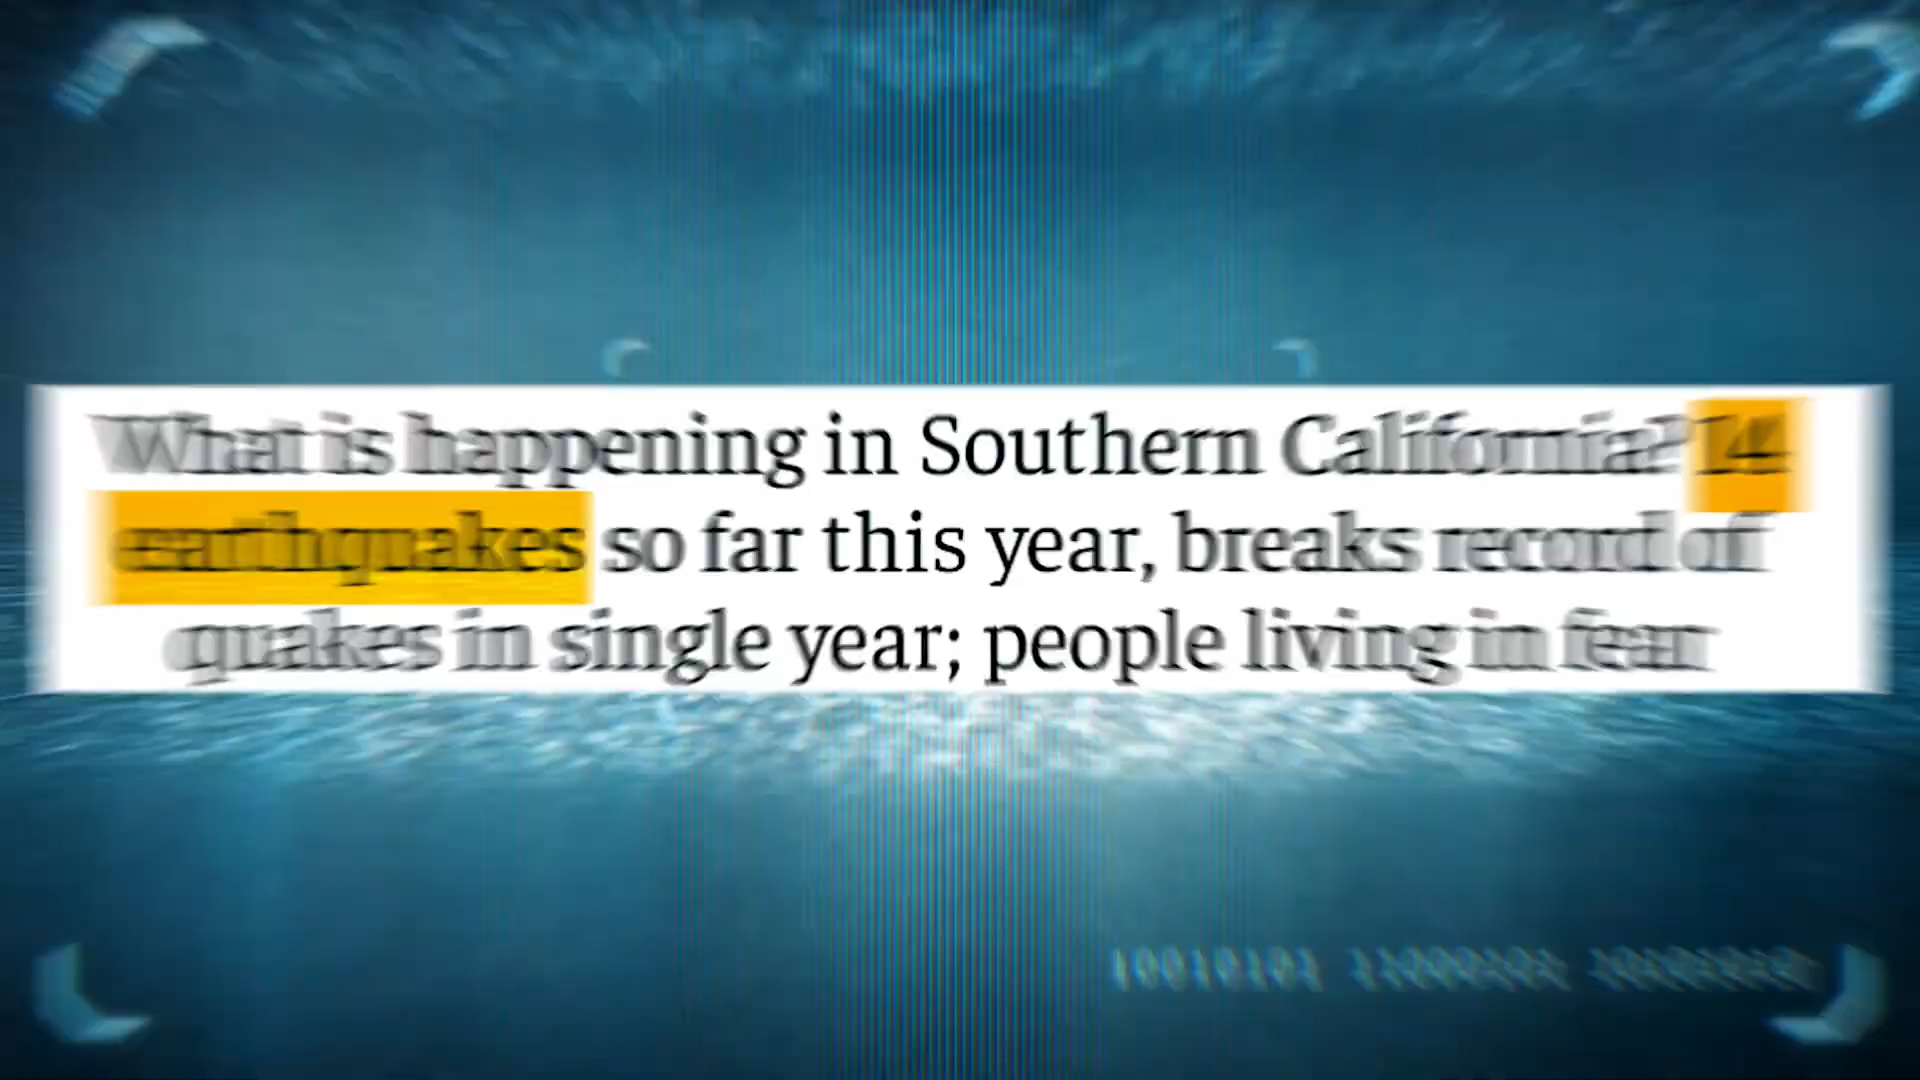 What is happening in Southern California? 14
earthquakes so far this year, breaks record of
quakes in single year; people living in fear
10010101